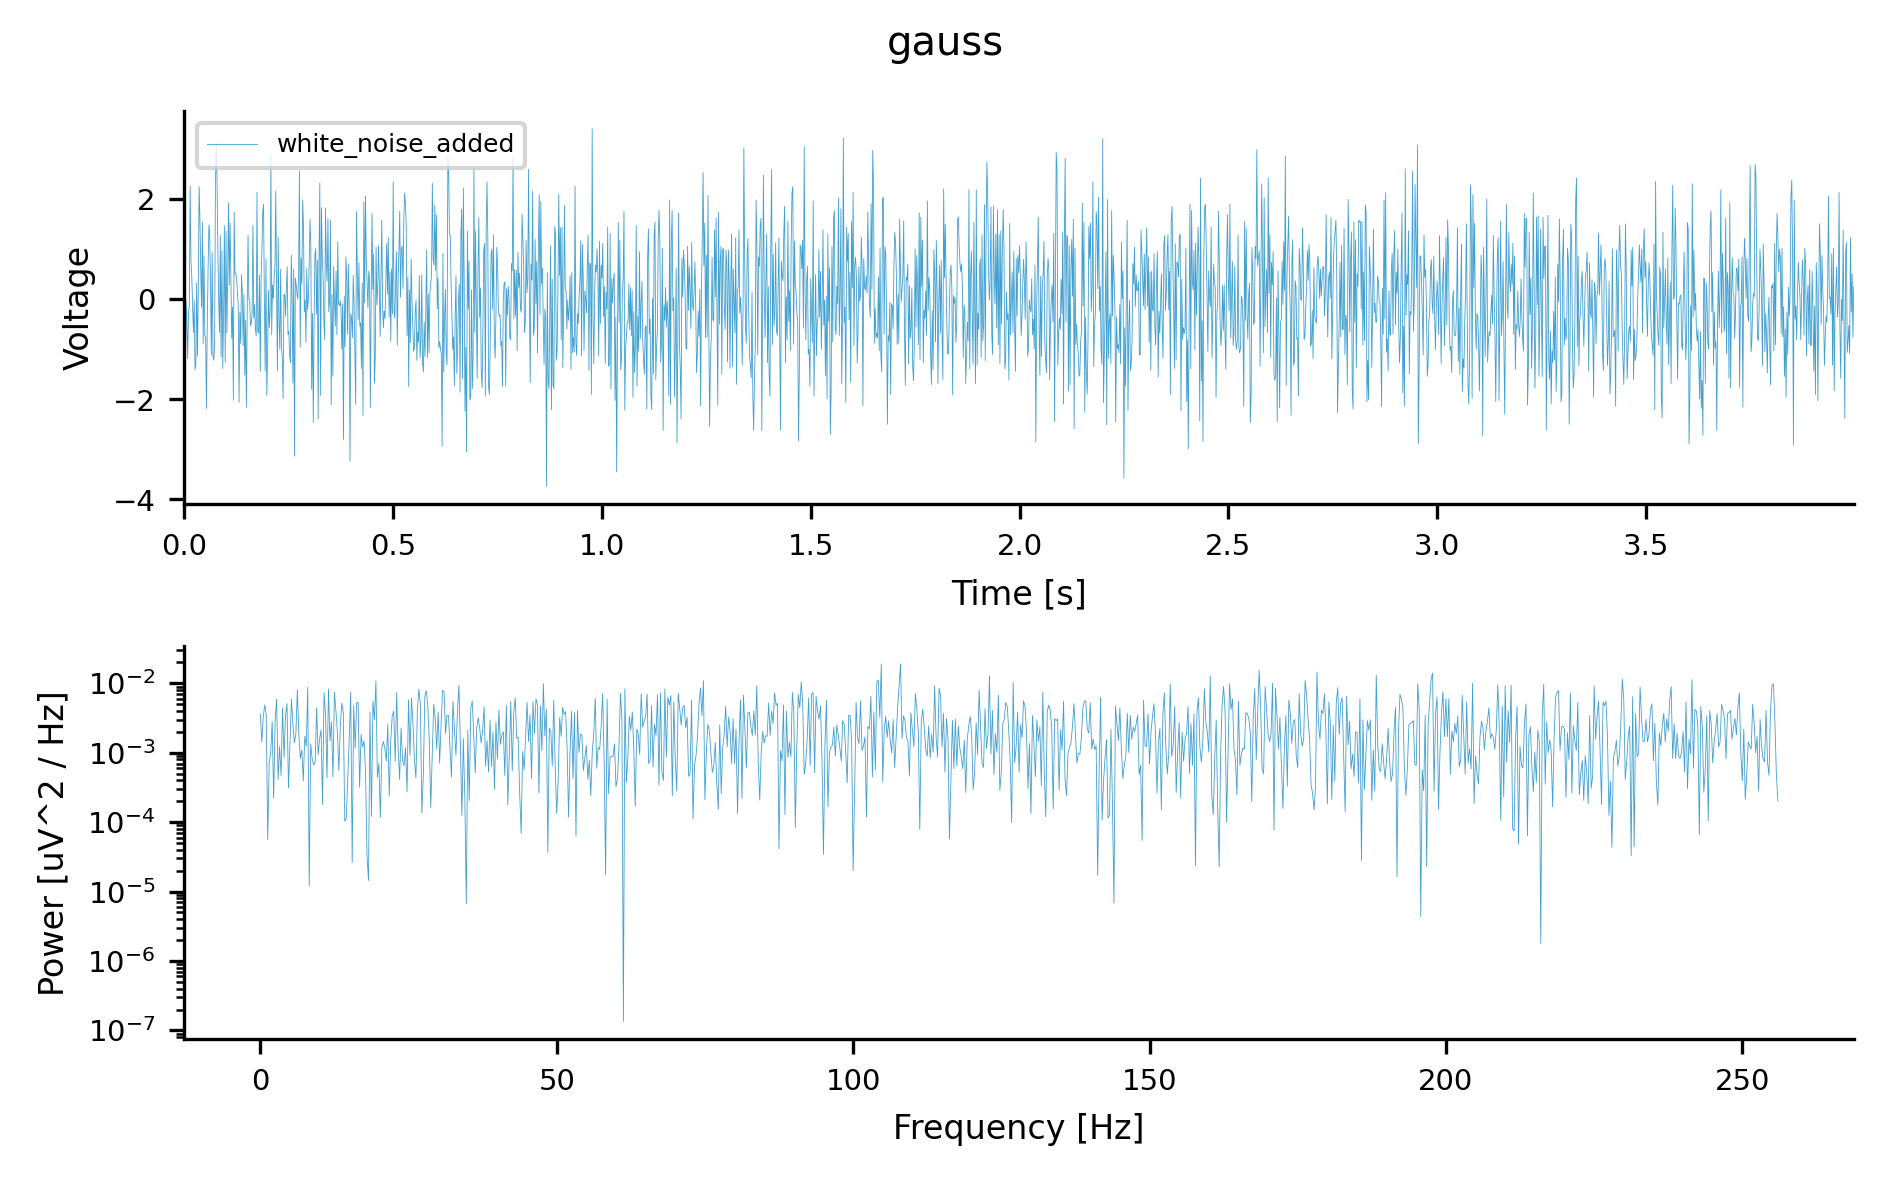 gauss
white_noise_added
Voltage
2
0
−2
−4
0.0 0.5 1.0 1.5 2.0 2.5 3.0 3.5
Time [s]
Power [uV^2 / Hz]
10⁻²
10⁻³
10⁻⁴
10⁻⁵
10⁻⁶
10⁻⁷
0 50 100 150 200 250
Frequency [Hz]